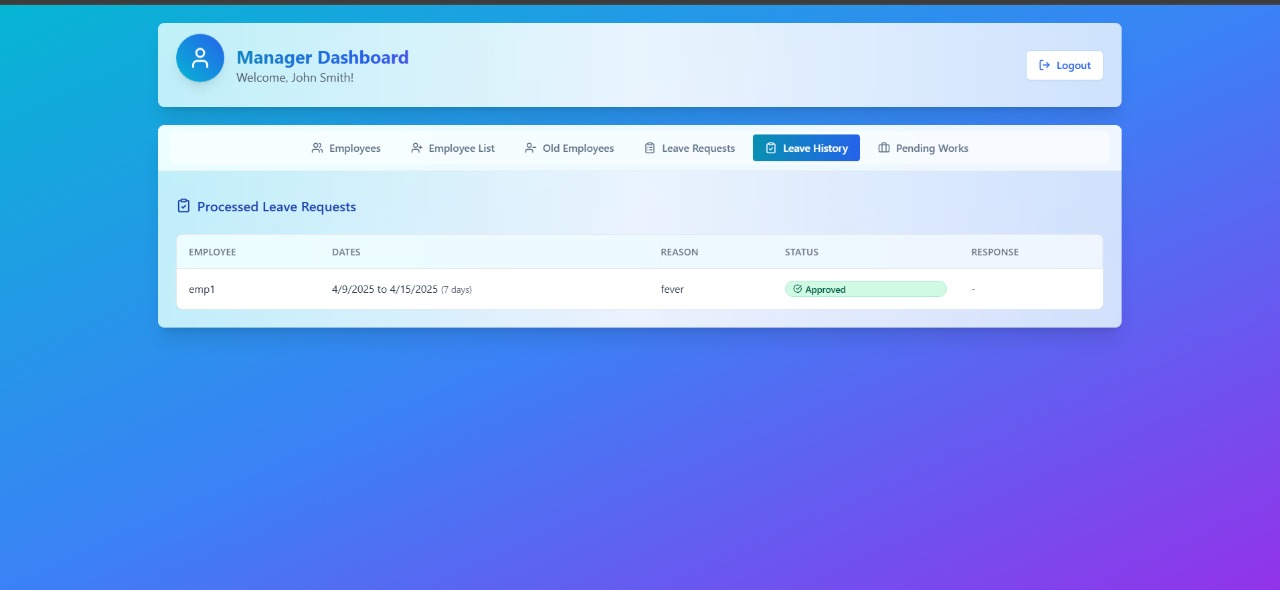 Manager Dashboard
Welcome, John Smith!
Logout
Employees Employee List Old Employees Leave Requests Leave History Pending Works
Processed Leave Requests
EMPLOYEE DATES REASON STATUS RESPONSE
emp1 4/9/2025 to 4/15/2025 (7 days) fever Approved -